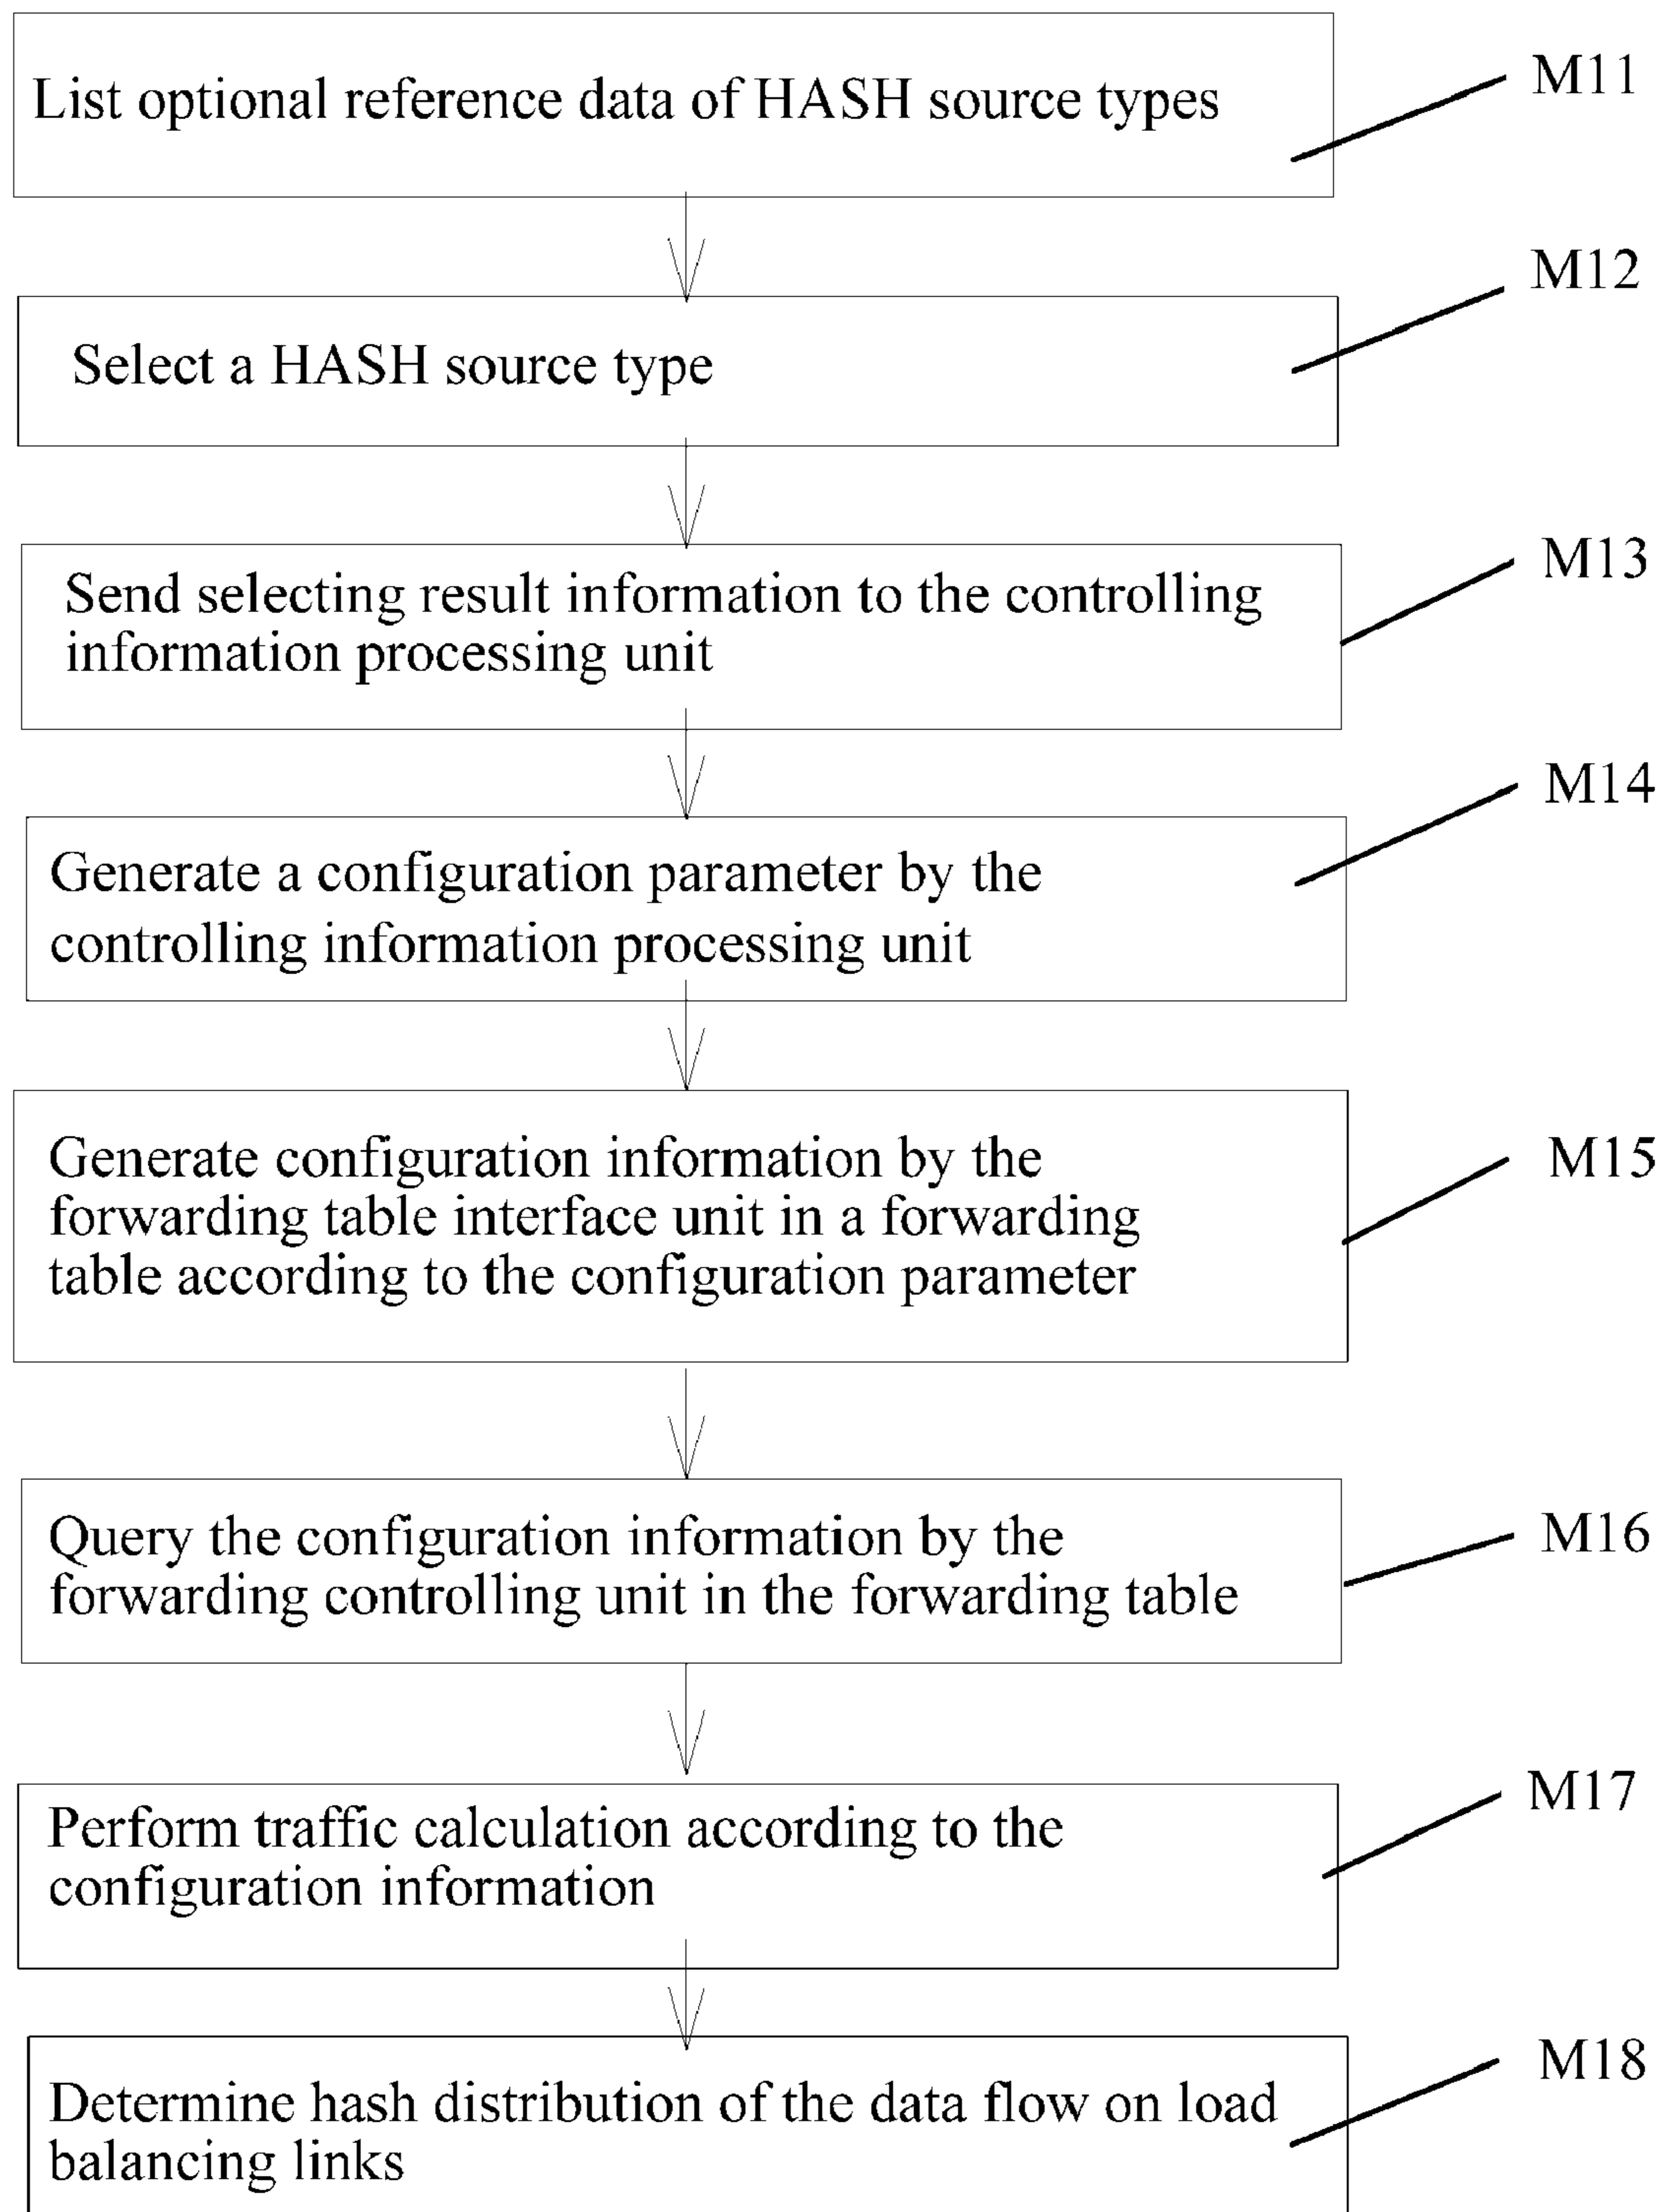 List optional reference data of HASH source types
M11
M12
Select a HASH source type
M13
Send selecting result information to the controlling
information processing unit
M14
Generate a configuration parameter by the
controlling information processing unit
Generate configuration information by the
M15
forwarding table interface unit in a forwarding
table according to the configuration parameter
Query the configuration information by the
M16
forwarding controlling unit in the forwarding table
M17
Perform traffic calculation according to the
configuration information
M18
Determine hash distribution of the data flow on load
balancing links